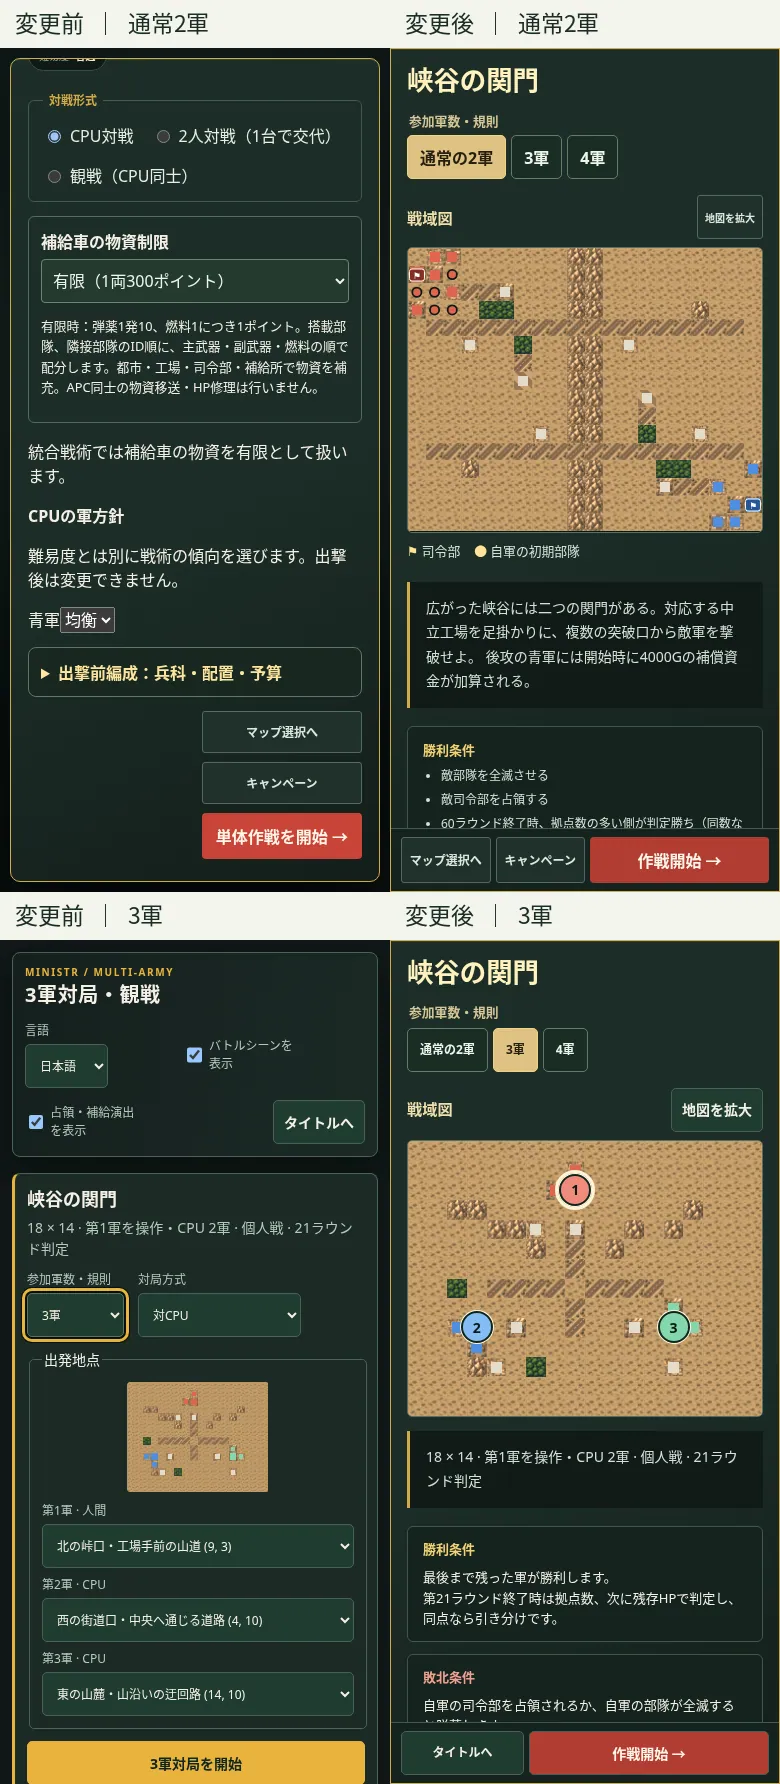 変更前 ｜ 通常2軍
対戦形式
CPU対戦
2人対戦（1台で交代）
観戦（CPU同士）
補給車の物資制限
有限（1両300ポイント）
有限時：弾薬1発10、燃料1につき1ポイント。搭載部
隊、隣接部隊のID順に、主武器・副武器・燃料の順で
配分します。都市・工場・司令部・補給所で物資を補
充。APC同士の物資移送・HP修理は行いません。
統合戦術では補給車の物資を有限として扱い
ます。
CPUの軍方針
難易度とは別に戦術の傾向を選びます。出撃
後は変更できません。
青軍 均衡
▶ 出撃前編成：兵科・配置・予算
マップ選択へ
キャンペーン
単体作戦を開始 →
変更後 ｜ 通常2軍
峡谷の関門
参加軍数・規則
通常の2軍 3軍 4軍
戦域図
地図を拡大
司令部 自軍の初期部隊
広がった峡谷には二つの関門がある。対応する中
立工場を足掛かりに、複数の突破口から敵軍を撃
破せよ。 後攻の青軍には開始時に4000Gの補償資
金が加算される。
勝利条件
• 敵部隊を全滅させる
• 敵司令部を占領する
• 60ラウンド終了時、拠点数の多い側が判定勝ち（同数な
マップ選択へ キャンペーン 作戦開始 →
変更前 ｜ 3軍
MINISTR / MULTI-ARMY
3軍対局・観戦
言語
日本語
バトルシーンを
表示
占領・補給演出
を表示
タイトルへ
峡谷の関門
18 × 14 · 第1軍を操作・CPU 2軍 · 個人戦 · 21ラウン
ド判定
参加軍数・規則 対局方式
3軍 対CPU
出発地点
第1軍 · 人間
北の峠口・工場手前の山道 (9, 3)
第2軍 · CPU
西の街道口・中央へ通じる道路 (4, 10)
第3軍 · CPU
東の山麓・山沿いの迂回路 (14, 10)
3軍対局を開始
変更後 ｜ 3軍
峡谷の関門
参加軍数・規則
通常の2軍 3軍 4軍
戦域図
地図を拡大
1
2
3
18 × 14 · 第1軍を操作・CPU 2軍 · 個人戦 · 21ラウ
ンド判定
勝利条件
最後まで残った軍が勝利します。
第21ラウンド終了時は拠点数、次に残存HPで判定し、
同点なら引き分けです。
敗北条件
自軍の司令部を占領されるか、自軍の部隊が全滅する
タイトルへ 作戦開始 →